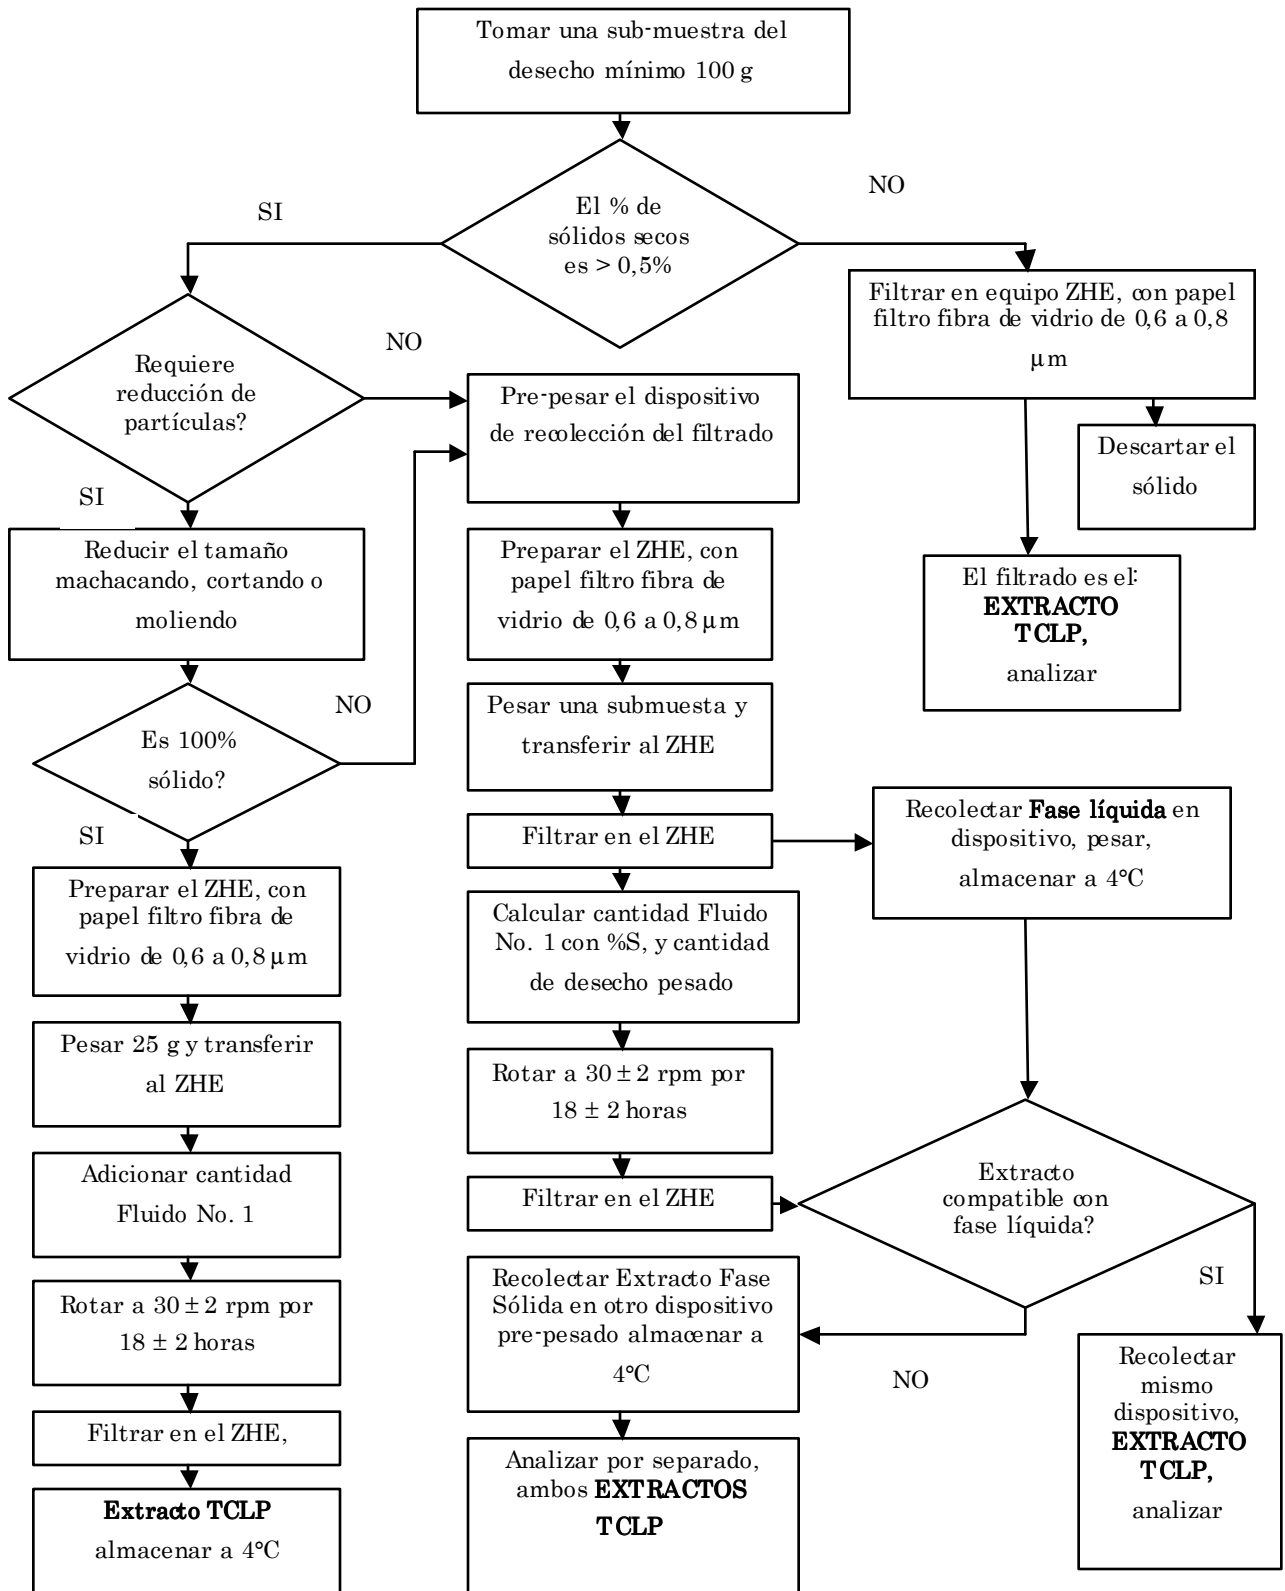 Tomar una sub-muestra del
desecho mínimo 100 g
El % de
sólidos secos
es > 0,5%
SI
NO
Filtrar en equipo ZHE, con papel
filtro fibra de vidrio de 0,6 a 0,8
µm
Descartar el
sólido
El filtrado es el:
EXTRACTO
TCLP,
analizar
Requiere
reducción de
partículas?
NO
SI
Reducir el tamaño
machacando, cortando o
moliendo
Es 100%
sólido?
NO
SI
Preparar el ZHE, con
papel filtro fibra de
vidrio de 0,6 a 0,8 µm
Pesar 25 g y transferir
al ZHE
Adicionar cantidad
Fluido No. 1
Rotar a 30 ± 2 rpm por
18 ± 2 horas
Filtrar en el ZHE,
Extracto TCLP
almacenar a 4°C
Pre-pesar el dispositivo
de recolección del filtrado
Preparar el ZHE, con
papel filtro fibra de
vidrio de 0,6 a 0,8 µm
Pesar una submuesta y
transferir al ZHE
Filtrar en el ZHE
Calcular cantidad Fluido
No. 1 con %S, y cantidad
de desecho pesado
Rotar a 30 ± 2 rpm por
18 ± 2 horas
Filtrar en el ZHE
Recolectar Fase líquida en
dispositivo, pesar,
almacenar a 4°C
Extracto
compatible con
fase líquida?
SI
NO
Recolectar Extracto Fase
Sólida en otro dispositivo
pre-pesado almacenar a
4°C
Analizar por separado,
ambos EXTRACTOS
TCLP
Recolectar
mismo
dispositivo,
EXTRACTO
TCLP,
analizar